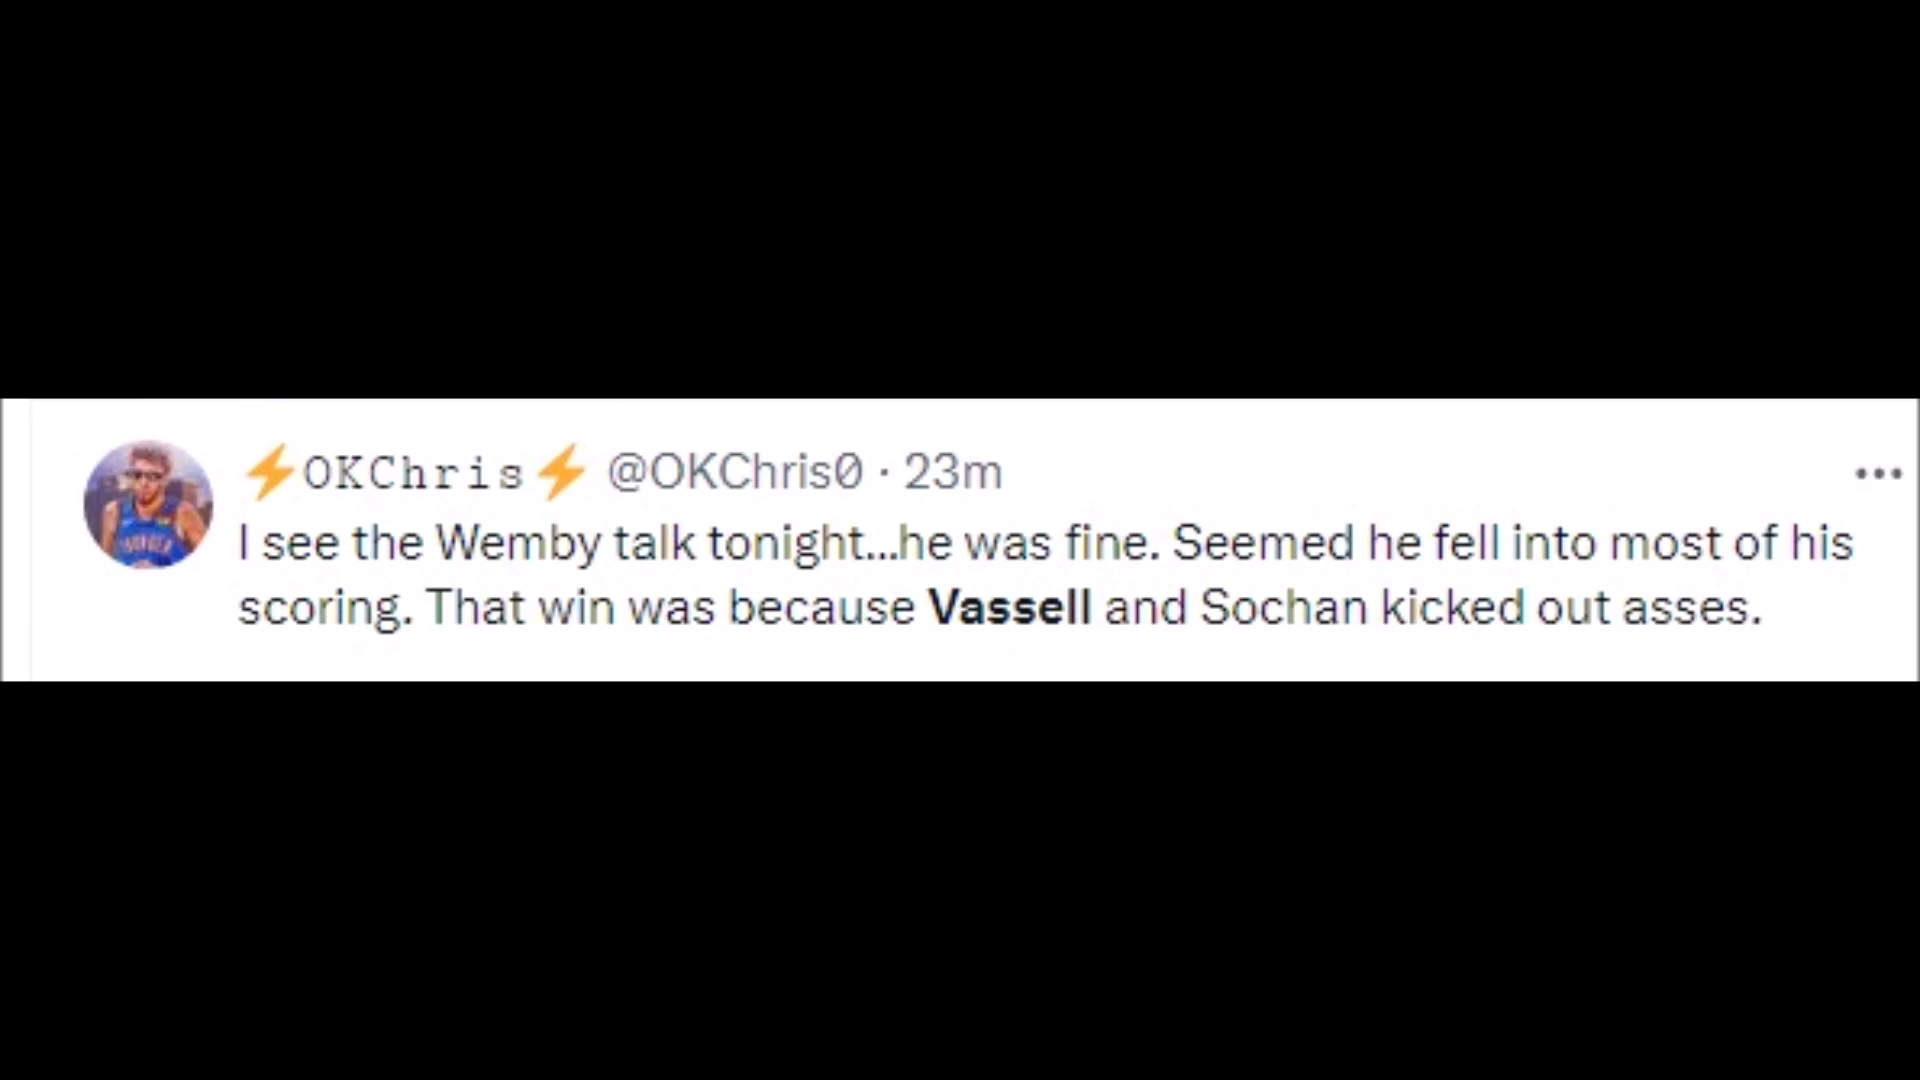 ⚡OKChris⚡ @OKChris0 · 23m
I see the Wemby talk tonight...he was fine. Seemed he fell into most of his
scoring. That win was because Vassell and Sochan kicked out asses.